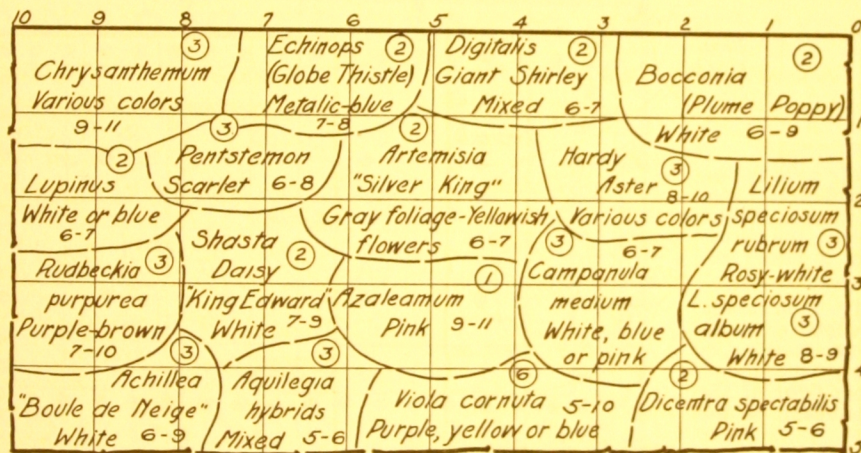 10 9 8 7 6 5 4 3 2 1 0
Chrysanthemum ③
Various colors
9-11
Echinops ②
(Globe Thistle)
Metalic-blue
7-8
Digitalis ②
Giant Shirley
Mixed 6-7
Bocconia ②
(Plume Poppy)
White 6-9
1
Lupinus ②
White or blue
6-7
③
Pentstemon
Scarlet 6-8
②
Artemisia
"Silver King"
Gray foliage-Yellowish
flowers 6-7
Hardy
Aster ③
8-10
Various colors
Lilium
speciosum
rubrum ③
Rosy-white
L. speciosum
album ③
White 8-9
2
Rudbeckia ③
purpurea
Purple-brown
7-10
Shasta
Daisy ②
"King Edward"
White 7-9
①
Azaleamum
Pink 9-11
③ 6-7
Campanula
medium
White, blue
or pink
3
③
Achillea
"Boule de Neige"
White 6-9
③
Aquilegia
hybrids
Mixed 5-6
⑥
Viola cornuta 5-10
Purple, yellow or blue
②
Dicentra spectabilis
Pink 5-6
4
5